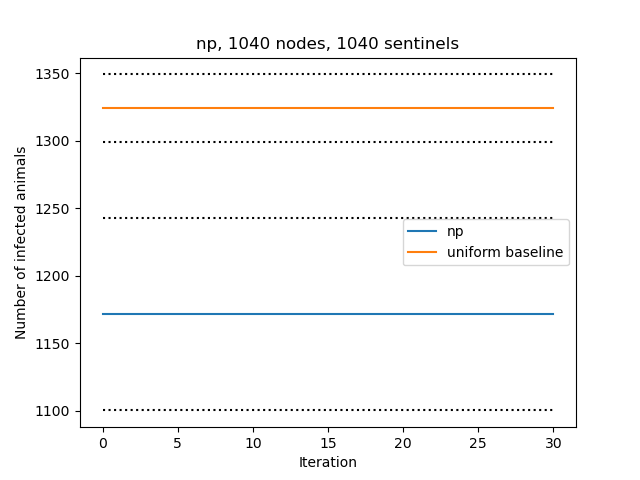 np, 1040 nodes, 1040 sentinels
Number of infected animals
1350
1300
1250
1200
1150
1100
np
uniform baseline
0 5 10 15 20 25 30
Iteration